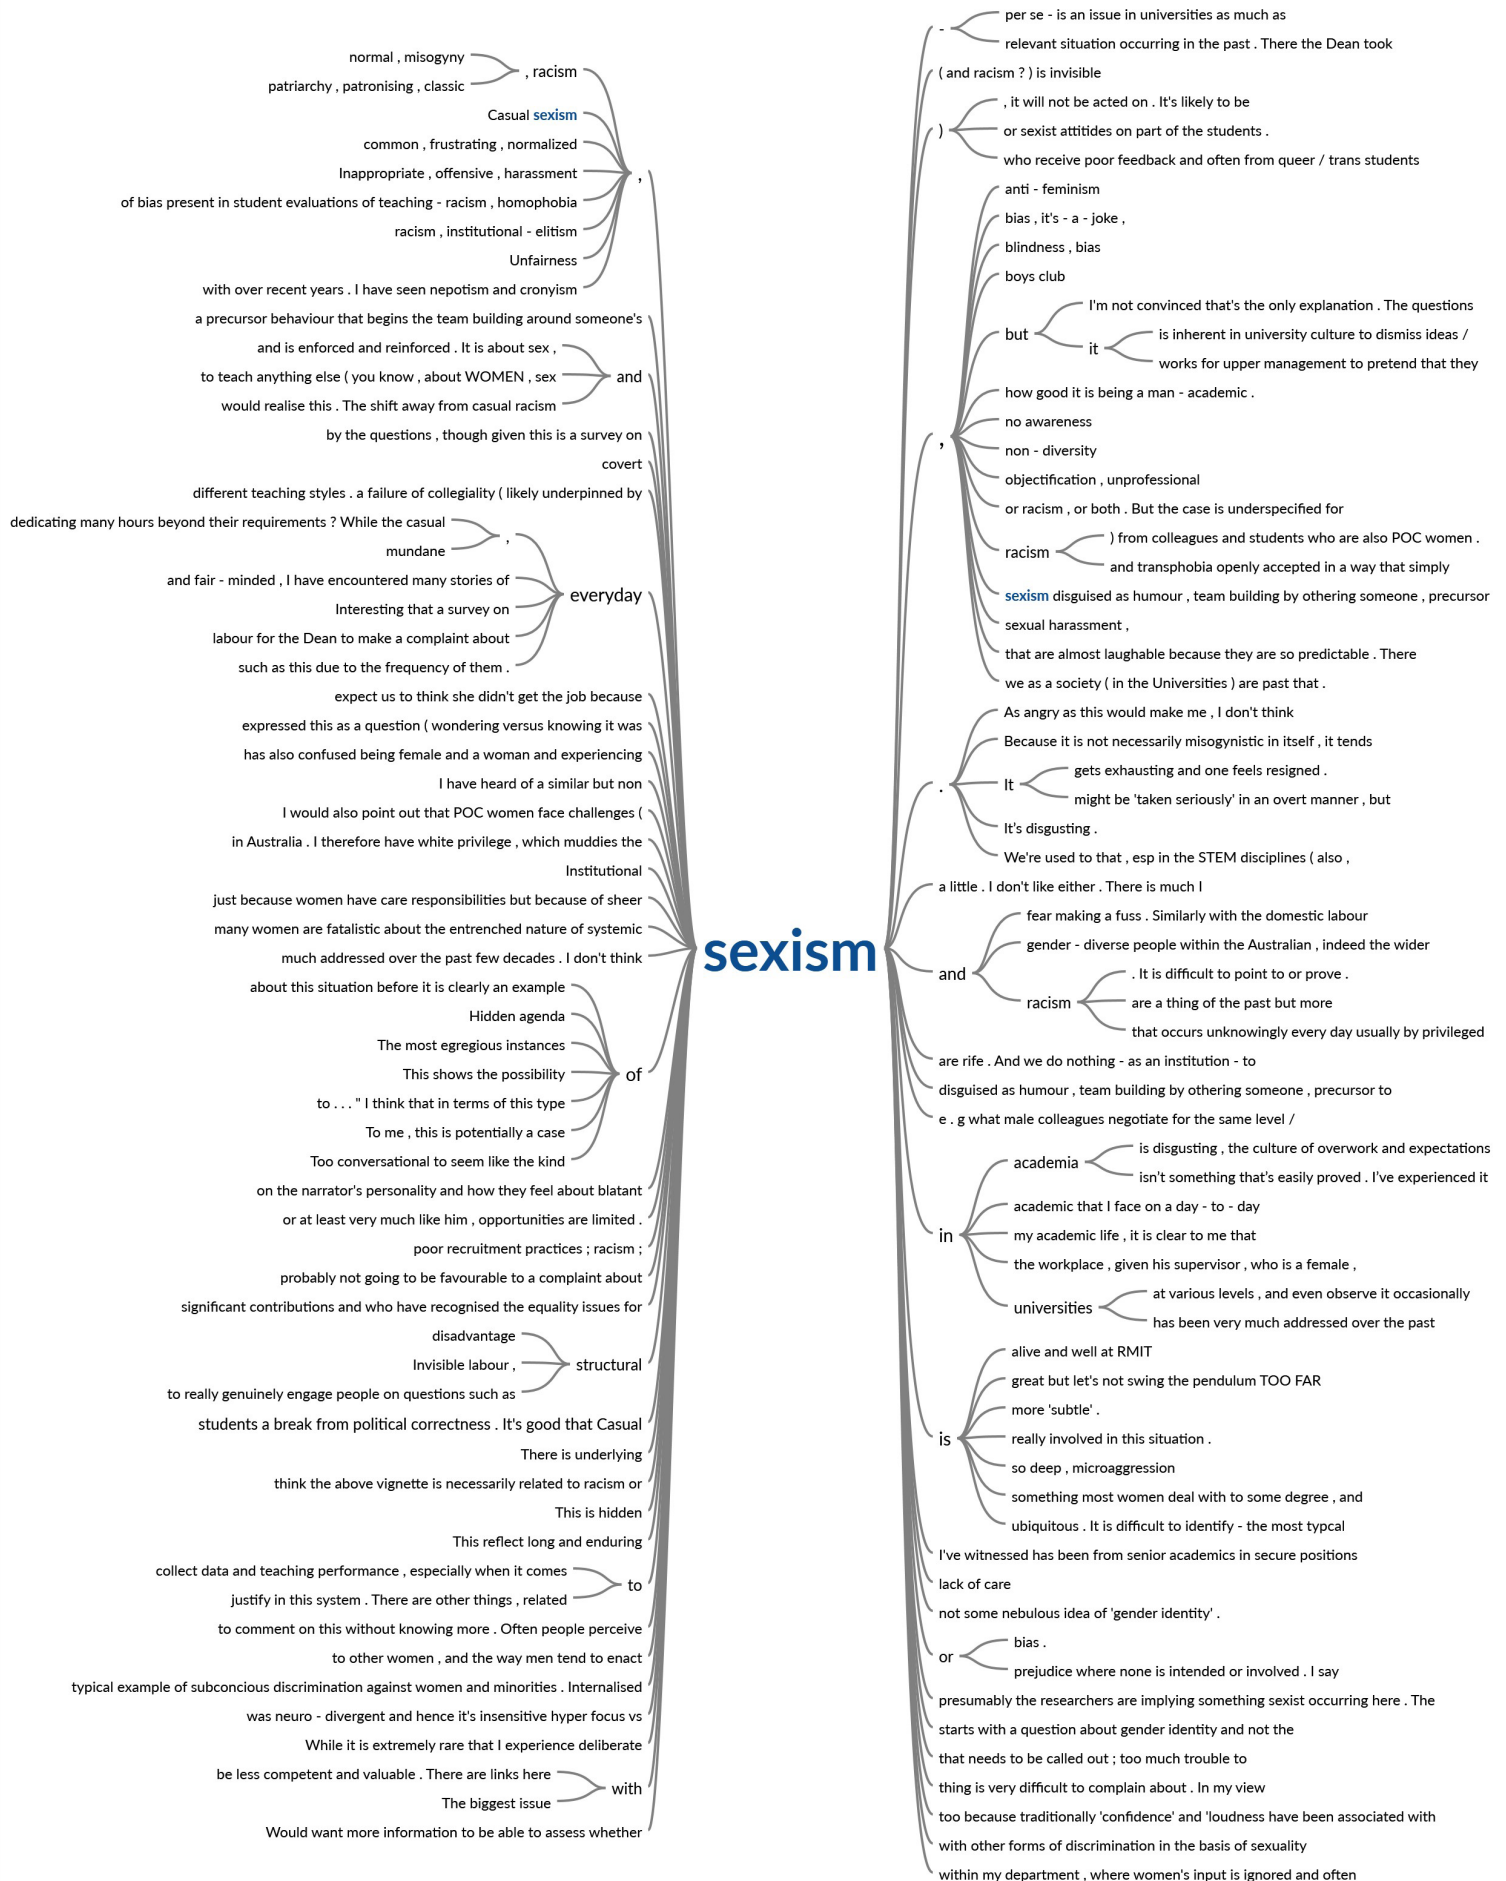 normal , misogyny
patriarchy , patronising , classic
, racism
Casual sexism
common , frustrating , normalized
Inappropriate , offensive , harassment
of bias present in student evaluations of teaching - racism , homophobia
racism , institutional - elitism
Unfairness
with over recent years . I have seen nepotism and cronyism
,
a precursor behaviour that begins the team building around someone's
and is enforced and reinforced . It is about sex ,
to teach anything else ( you know , about WOMEN , sex
would realise this . The shift away from casual racism
and
by the questions , though given this is a survey on
covert
different teaching styles . a failure of collegiality ( likely underpinned by
dedicating many hours beyond their requirements ? While the casual
mundane
,
and fair - minded , I have encountered many stories of
Interesting that a survey on
labour for the Dean to make a complaint about
such as this due to the frequency of them .
everyday
expect us to think she didn't get the job because
expressed this as a question ( wondering versus knowing it was
has also confused being female and a woman and experiencing
I have heard of a similar but non
I would also point out that POC women face challenges (
in Australia . I therefore have white privilege , which muddies the
Institutional
just because women have care responsibilities but because of sheer
many women are fatalistic about the entrenched nature of systemic
much addressed over the past few decades . I don't think
about this situation before it is clearly an example
Hidden agenda
The most egregious instances
This shows the possibility
to . . . " I think that in terms of this type
To me , this is potentially a case
Too conversational to seem like the kind
of
on the narrator's personality and how they feel about blatant
or at least very much like him , opportunities are limited .
poor recruitment practices ; racism ;
probably not going to be favourable to a complaint about
significant contributions and who have recognised the equality issues for
disadvantage
Invisible labour ,
to really genuinely engage people on questions such as
structural
students a break from political correctness . It's good that Casual
There is underlying
think the above vignette is necessarily related to racism or
This is hidden
This reflect long and enduring
collect data and teaching performance , especially when it comes
justify in this system . There are other things , related
to
to comment on this without knowing more . Often people perceive
to other women , and the way men tend to enact
typical example of subconcious discrimination against women and minorities . Internalised
was neuro - divergent and hence it's insensitive hyper focus vs
While it is extremely rare that I experience deliberate
be less competent and valuable . There are links here
The biggest issue
with
Would want more information to be able to assess whether
sexism
-
per se - is an issue in universities as much as
relevant situation occurring in the past . There the Dean took
( and racism ? ) is invisible
)
, it will not be acted on . It's likely to be
or sexist attitides on part of the students .
who receive poor feedback and often from queer / trans students
,
anti - feminism
bias , it's - a - joke ,
blindness , bias
boys club
but
I'm not convinced that's the only explanation . The questions
it
is inherent in university culture to dismiss ideas /
works for upper management to pretend that they
how good it is being a man - academic .
no awareness
non - diversity
objectification , unprofessional
or racism , or both . But the case is underspecified for
racism
) from colleagues and students who are also POC women .
and transphobia openly accepted in a way that simply
sexism disguised as humour , team building by othering someone , precursor
sexual harassment ,
that are almost laughable because they are so predictable . There
we as a society ( in the Universities ) are past that .
.
As angry as this would make me , I don't think
Because it is not necessarily misogynistic in itself , it tends
It
gets exhausting and one feels resigned .
might be 'taken seriously' in an overt manner , but
It's disgusting .
We're used to that , esp in the STEM disciplines ( also ,
a little . I don't like either . There is much I
and
fear making a fuss . Similarly with the domestic labour
gender - diverse people within the Australian , indeed the wider
racism
. It is difficult to point to or prove .
are a thing of the past but more
that occurs unknowingly every day usually by privileged
are rife . And we do nothing - as an institution - to
disguised as humour , team building by othering someone , precursor to
e . g what male colleagues negotiate for the same level /
in
academia
is disgusting , the culture of overwork and expectations
isn't something that's easily proved . I've experienced it
academic that I face on a day - to - day
my academic life , it is clear to me that
the workplace , given his supervisor , who is a female ,
universities
at various levels , and even observe it occasionally
has been very much addressed over the past
is
alive and well at RMIT
great but let's not swing the pendulum TOO FAR
more 'subtle' .
really involved in this situation .
so deep , microaggression
something most women deal with to some degree , and
ubiquitous . It is difficult to identify - the most typcal
I've witnessed has been from senior academics in secure positions
lack of care
not some nebulous idea of 'gender identity' .
or
bias .
prejudice where none is intended or involved . I say
presumably the researchers are implying something sexist occurring here . The
starts with a question about gender identity and not the
that needs to be called out ; too much trouble to
thing is very difficult to complain about . In my view
too because traditionally 'confidence' and 'loudness have been associated with
with other forms of discrimination in the basis of sexuality
within my department , where women's input is ignored and often